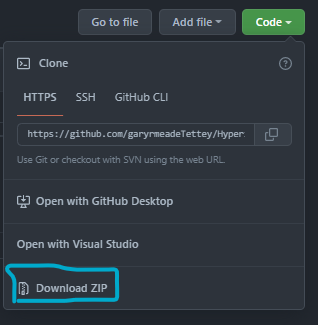 Go to file Add file Code
Clone
HTTPS SSH GitHub CLI
https://github.com/garyrmeadeTettey/Hyper
Use Git or checkout with SVN using the web URL.
Open with GitHub Desktop
Open with Visual Studio
Download ZIP